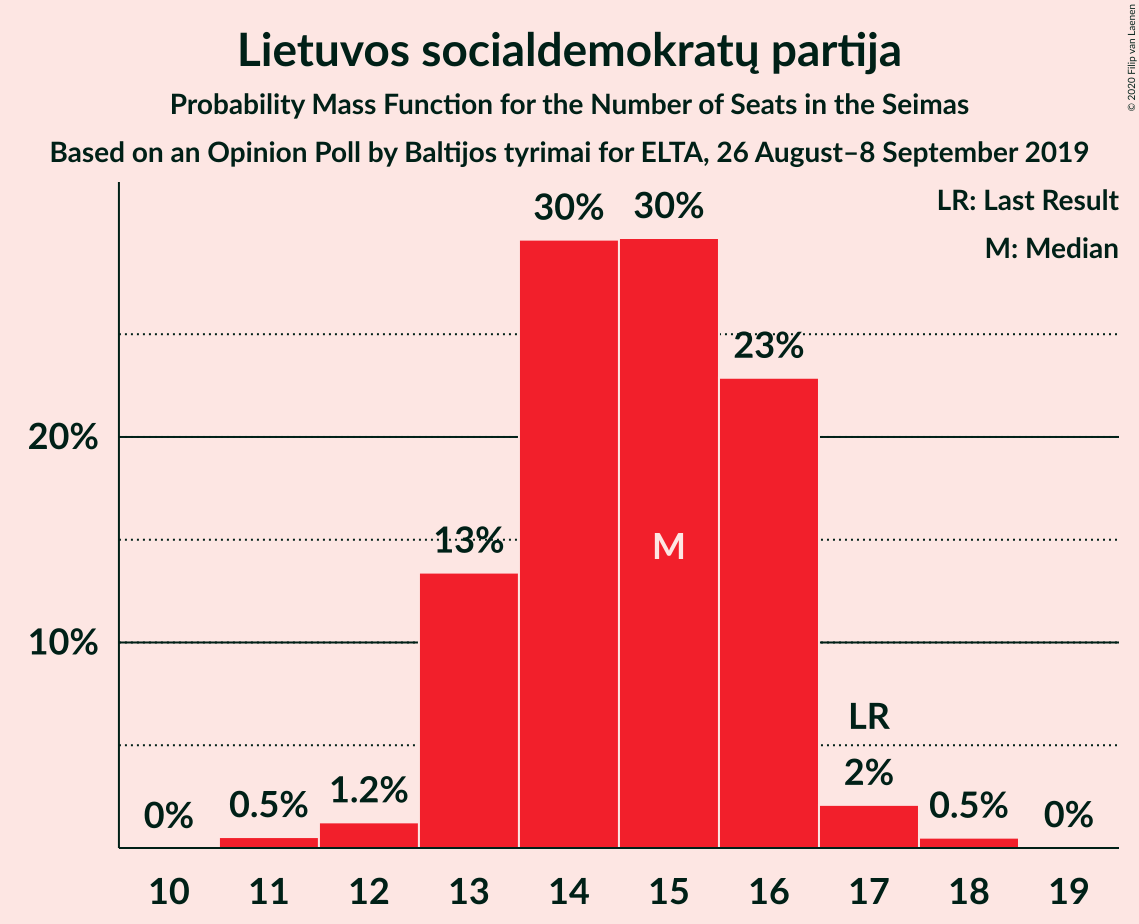 Lietuvos socialdemokratų partija
Probability Mass Function for the Number of Seats in the Seimas
Based on an Opinion Poll by Baltijos tyrimai for ELTA, 26 August–8 September 2019
© 2020 Filip van Laenen
LR: Last Result
M: Median
30% 30%
23%
20%
13%
M
10%
LR
2%
1.2%
0.5% 0.5%
0% 0%
10 11 12 13 14 15 16 17 18 19